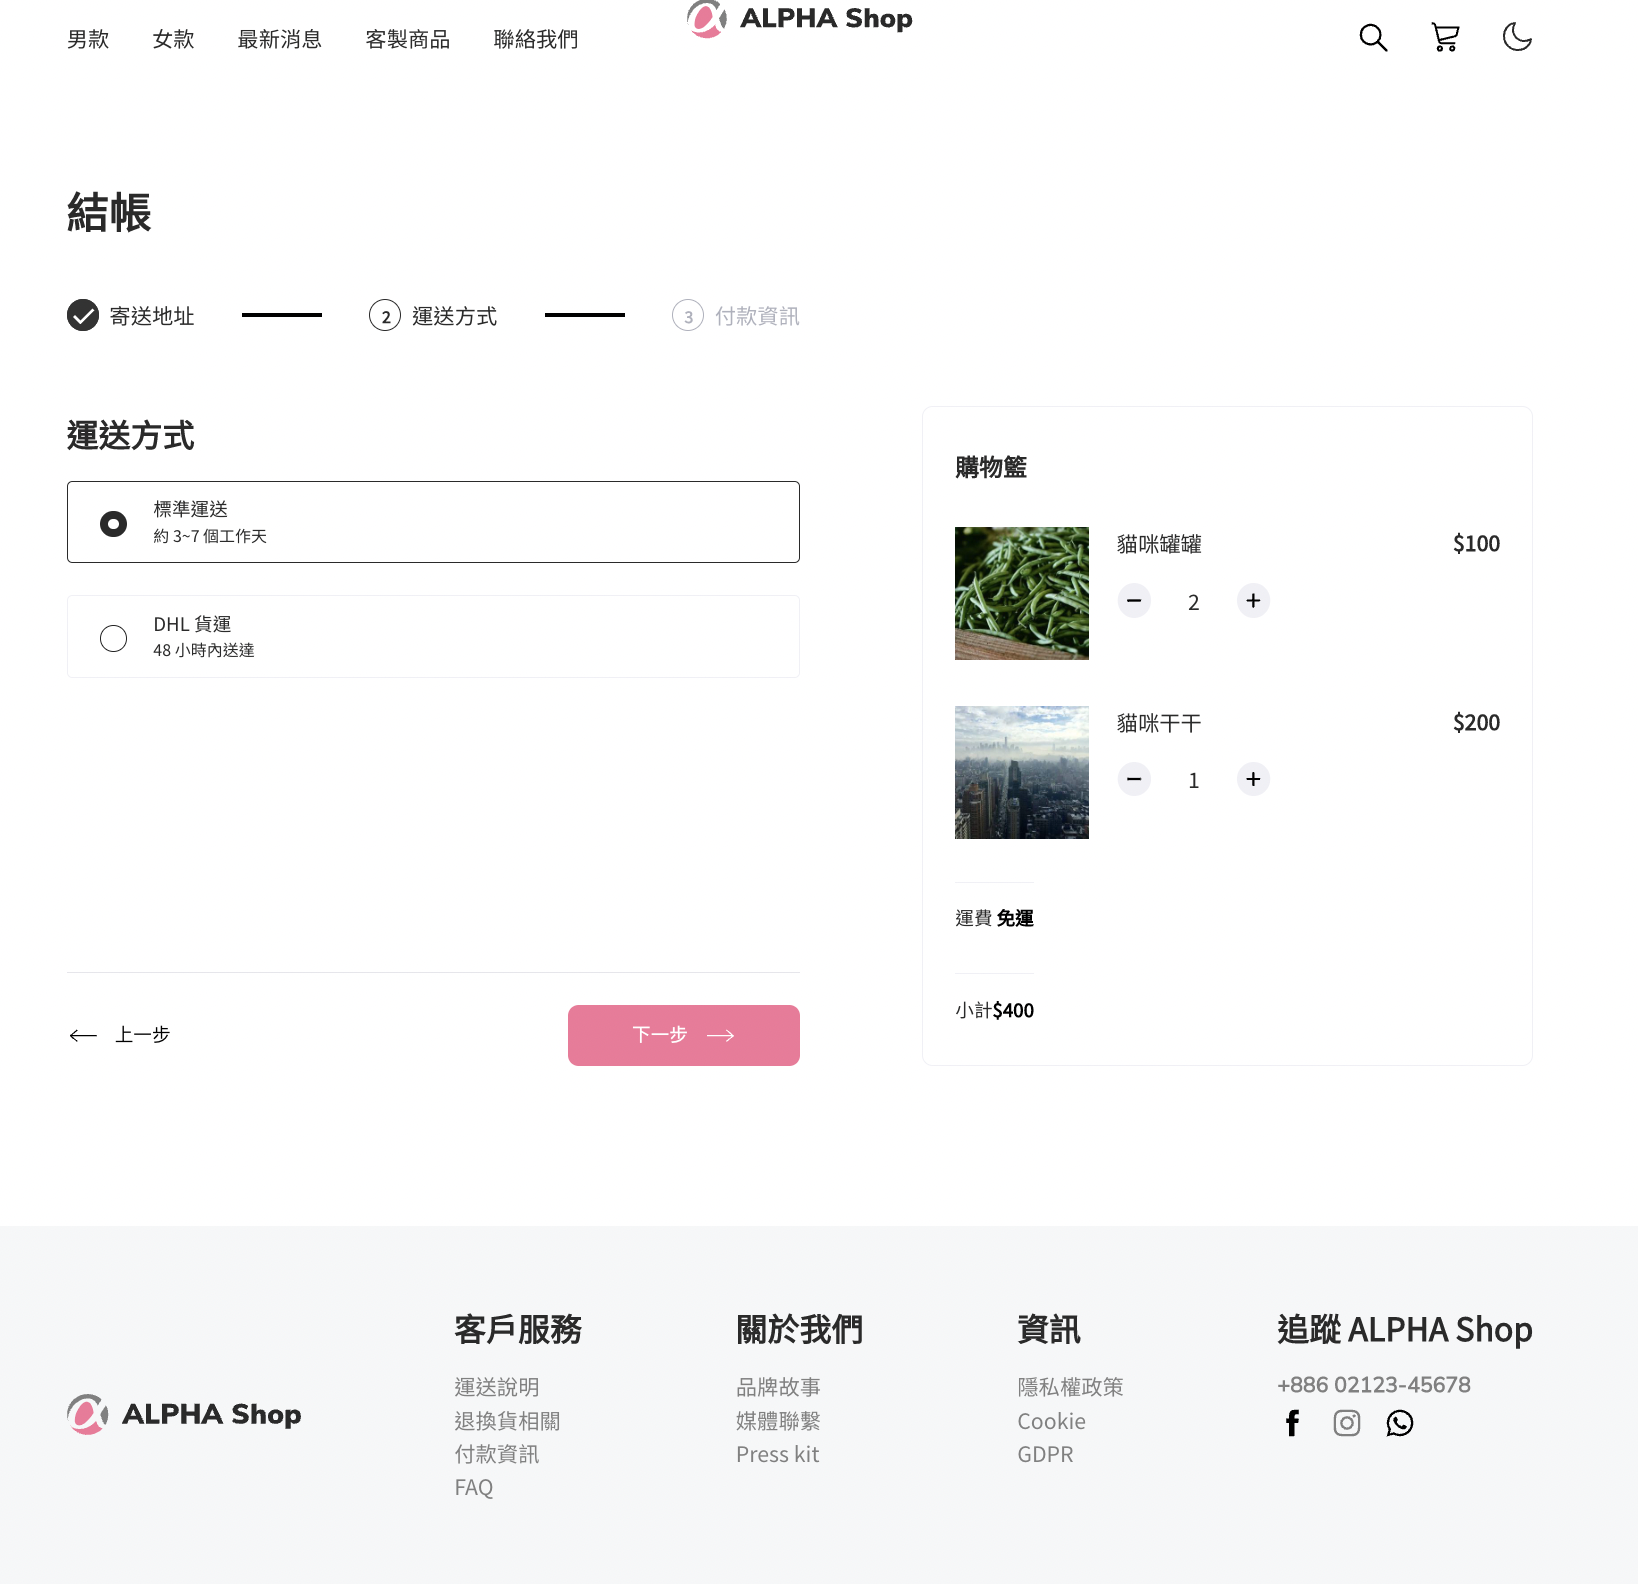 男款 女款 最新消息 客製商品 聯絡我們 ALPHA Shop
結帳
寄送地址 2 運送方式 3 付款資訊
運送方式
標準運送
約 3~7 個工作天
DHL 貨運
48 小時內送達
上一步 下一步
購物籃
貓咪罐罐 $100
2
貓咪干干 $200
1
運費 免運
小計$400
ALPHA Shop
客戶服務
運送說明
退換貨相關
付款資訊
FAQ
關於我們
品牌故事
媒體聯繫
Press kit
資訊
隱私權政策
Cookie
GDPR
追蹤 ALPHA Shop
+886 02123-45678